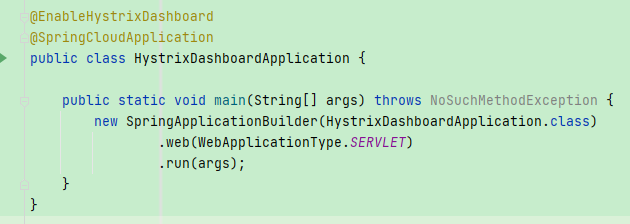 @EnableHystrixDashboard
@SpringCloudApplication
public class HystrixDashboardApplication {
public static void main(String[] args) throws NoSuchMethodException {
new SpringApplicationBuilder(HystrixDashboardApplication.class)
.web(WebApplicationType.SERVLET)
.run(args);
}
}